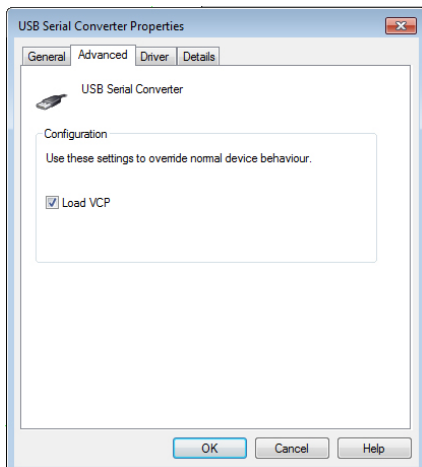 USB Serial Converter Properties
General Advanced Driver Details
USB Serial Converter
Configuration
Use these settings to override normal device behaviour.
Load VCP
OK Cancel Help